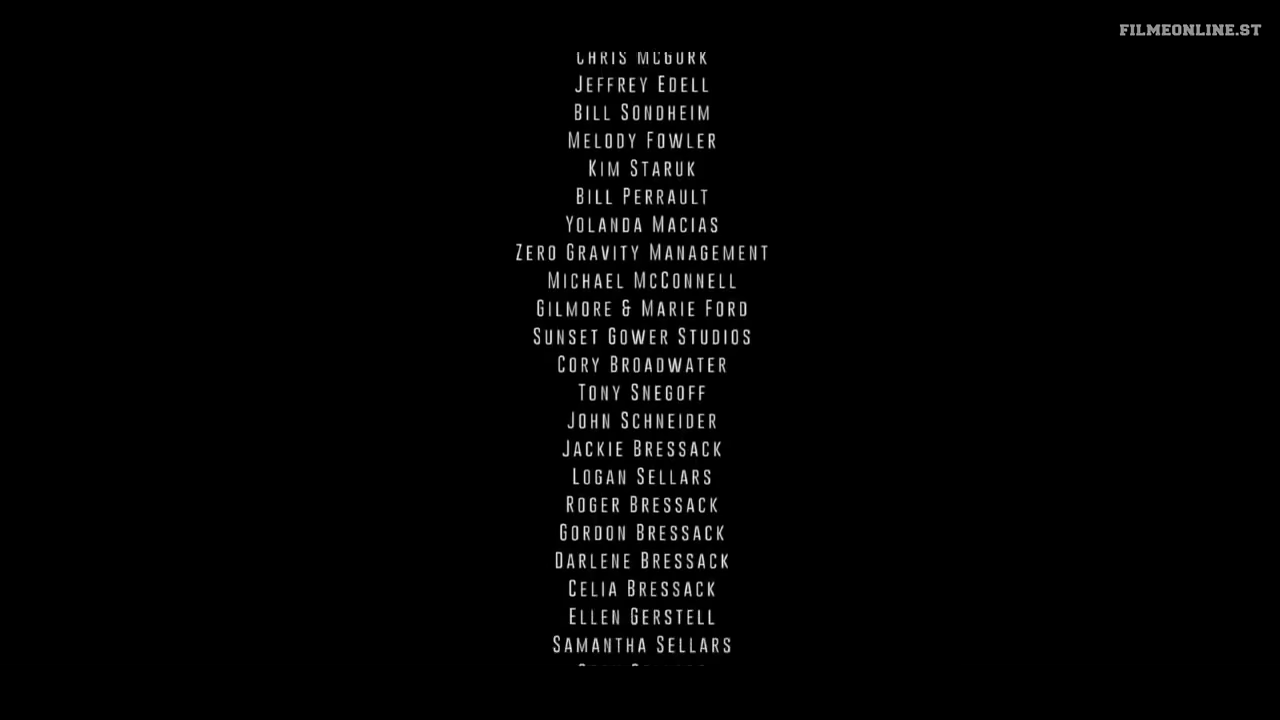 FILMEONLINE.ST
CHRIS MCGURK
JEFFREY EDELL
BILL SONDHEIM
MELODY FOWLER
KIM STARUK
BILL PERRAULT
YOLANDA MACIAS
ZERO GRAVITY MANAGEMENT
MICHAEL MCCONNELL
GILMORE & MARIE FORD
SUNSET GOWER STUDIOS
CORY BROADWATER
TONY SNEGOFF
JOHN SCHNEIDER
JACKIE BRESSACK
LOGAN SELLARS
ROGER BRESSACK
GORDON BRESSACK
DARLENE BRESSACK
CELIA BRESSACK
ELLEN GERSTELL
SAMANTHA SELLARS